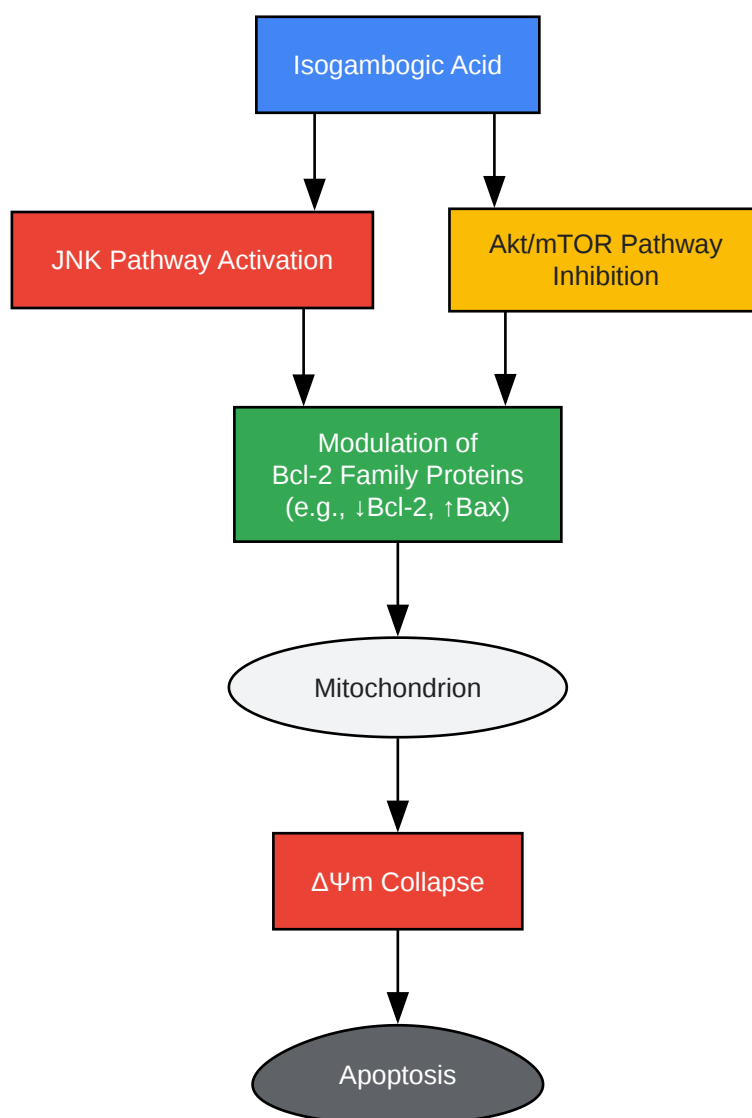 Isogambogic Acid
JNK Pathway Activation
Akt/mTOR Pathway
Inhibition
Modulation of
Bcl-2 Family Proteins
(e.g., ↓Bcl-2, ↑Bax)
Mitochondrion
ΔΨm Collapse
Apoptosis